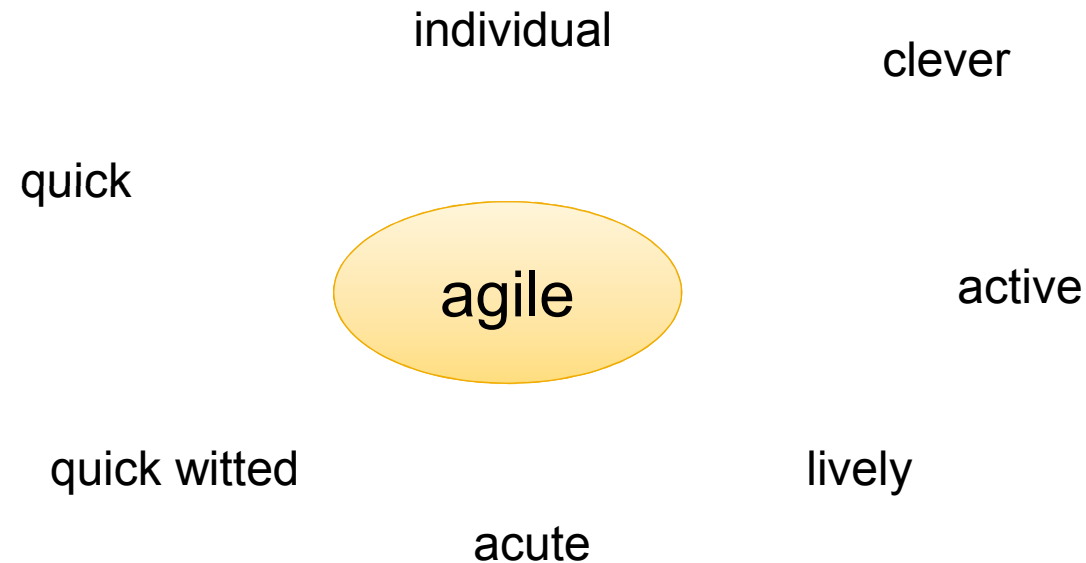 individual
clever
quick
agile
active
quick witted
lively
acute